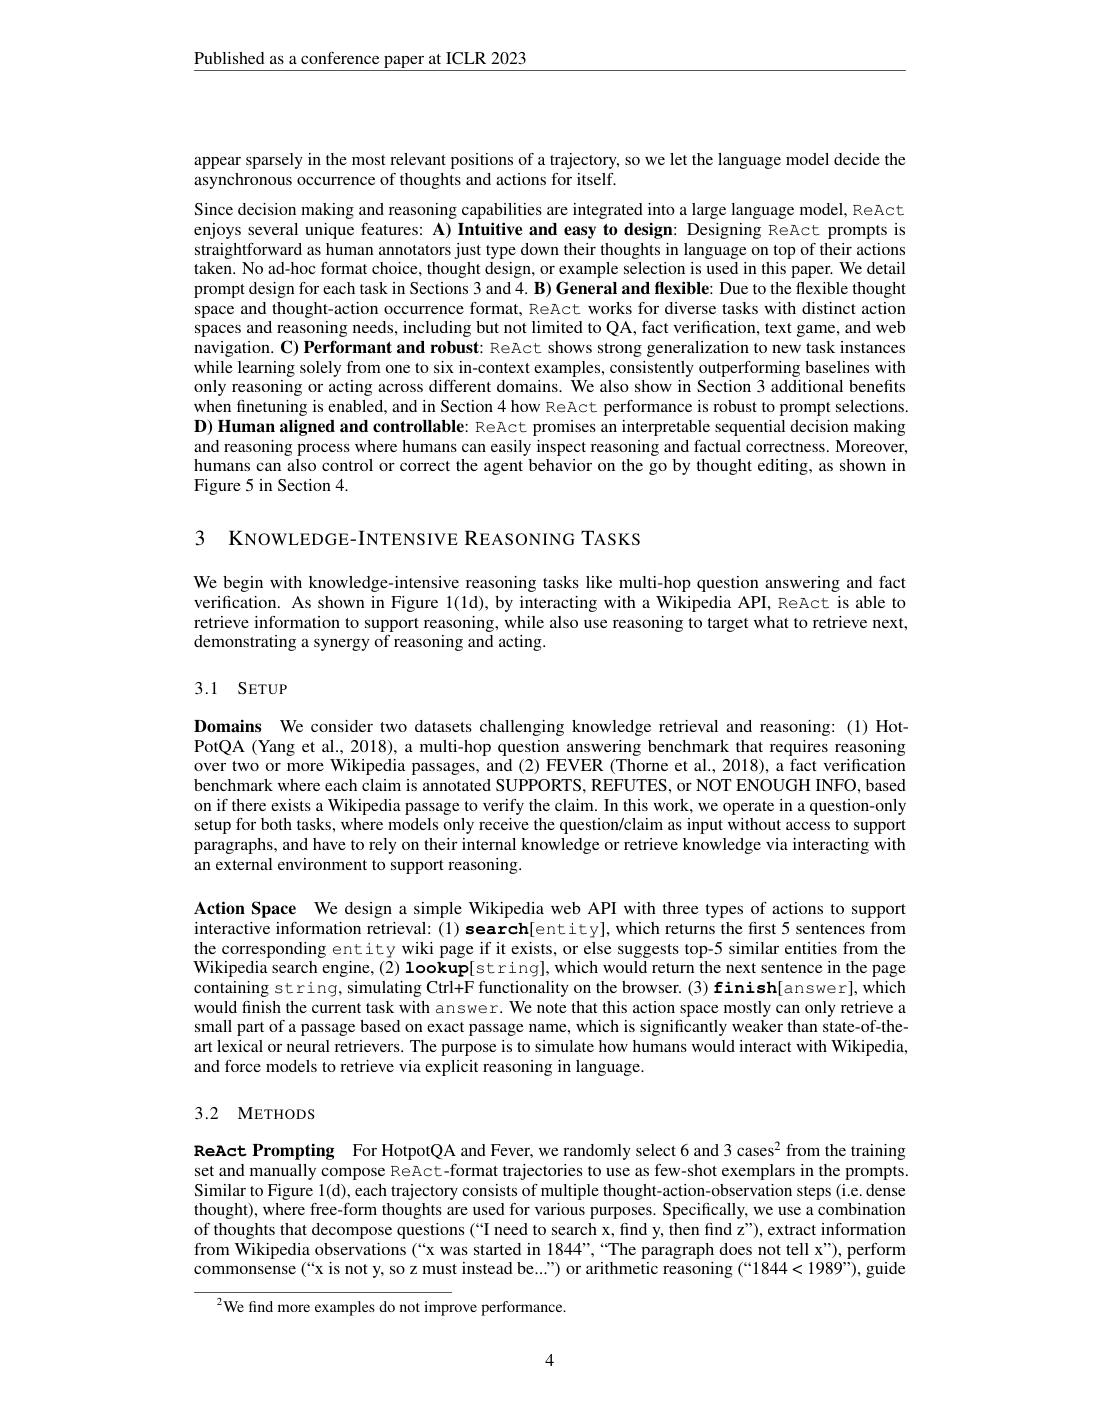 Published as a conference paper at ICLR 2023
appear sparsely in the most relevant positions of a trajectory, so we let the language model decide the
asynchronous occurrence of thoughts and actions for itself.
Since decision making and reasoning capabilities are integrated into a large language model, ReAct
enjoys several unique features: A) Intuitive and easy to design: Designing ReAct prompts is
straightforward as human annotators just type down their thoughts in language on top of their actions
taken. No ad-hoc format choice, thought design, or example selection is used in this paper. We detail
prompt design for each task in Sections 3 and 4. B) General and flexible: Due to the flexible thought
space and thought-action occurrence format, ReAct works for diverse tasks with distinct action
spaces and reasoning needs, including but not limited to QA, fact verification, text game, and web
navigation. C) Performant and robust: ReAct shows strong generalization to new task instances
while learning solely from one to six in-context examples, consistently outperforming baselines with
only reasoning or acting across different domains. We also show in Section 3 additional benefits
when finetuning is enabled, and in Section 4 how ReAct performance is robust to prompt selections.
D) Human aligned and controllable: ReAct promises an interpretable sequential decision making
and reasoning process where humans can easily inspect reasoning and factual correctness. Moreover,
humans can also control or correct the agent behavior on the go by thought editing, as shown in
Figure 5 in Section 4.
3 KNOWLEDGE-INTENSIVE REASONING TASKS
We begin with knowledge-intensive reasoning tasks like multi-hop question answering and fact
verification. As shown in Figure 1(1d), by interacting with a Wikipedia API, ReAct is able to
retrieve information to support reasoning, while also use reasoning to target what to retrieve next,
demonstrating a synergy of reasoning and acting.
3.1 SETUP
Domains We consider two datasets challenging knowledge retrieval and reasoning: (1) Hot-
PotQA (Yang et al., 2018), a multi-hop question answering benchmark that requires reasoning
over two or more Wikipedia passages, and (2) FEVER (Thorne et al., 2018), a fact verification
benchmark where each claim is annotated SUPPORTS, REFUTES, or NOT ENOUGH INFO, based
on if there exists a Wikipedia passage to verify the claim. In this work, we operate in a question-only
setup for both tasks, where models only receive the question/claim as input without access to support
paragraphs, and have to rely on their internal knowledge or retrieve knowledge via interacting with
an external environment to support reasoning.
Action Space We design a simple Wikipedia web API with three types of actions to support
interactive information retrieval: (1) search[entity], which returns the first 5 sentences from
the corresponding entity wiki page if it exists, or else suggests top-5 similar entities from the
Wikipedia search engine, (2) lookup[string], which would return the next sentence in the page
containing string, simulating Ctrl+F functionality on the browser. (3) finish[answer], which
would finish the current task with answer. We note that this action space mostly can only retrieve a
small part of a passage based on exact passage name, which is significantly weaker than state-of-the-
art lexical or neural retrievers. The purpose is to simulate how humans would interact with Wikipedia,
and force models to retrieve via explicit reasoning in language.
3.2 METHODS
ReAct Prompting For HotpotQA and Fever, we randomly select 6 and 3 cases2 from the training
set and manually compose ReAct-format trajectories to use as few-shot exemplars in the prompts.
Similar to Figure 1(d), each trajectory consists of multiple thought-action-observation steps (i.e. dense
thought), where free-form thoughts are used for various purposes. Specifically, we use a combination
of thoughts that decompose questions (“I need to search x, find y, then find z”), extract information
from Wikipedia observations (“x was started in 1844”, “The paragraph does not tell x”), perform
commonsense (“x is not y, so z must instead be...”) or arithmetic reasoning (“1844 < 1989”), guide
2We find more examples do not improve performance.
4